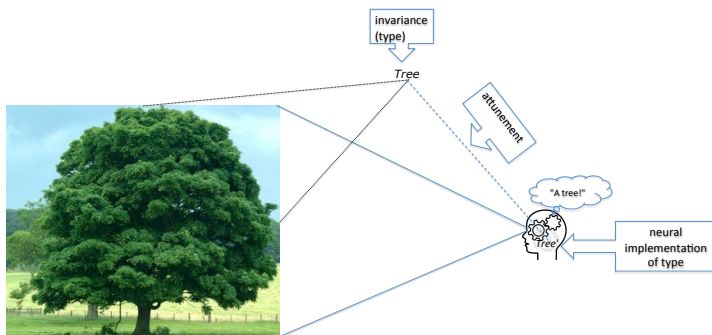 invariance
(type)
Tree
attunement
"A tree!"
Tree'
neural
implementation
of type